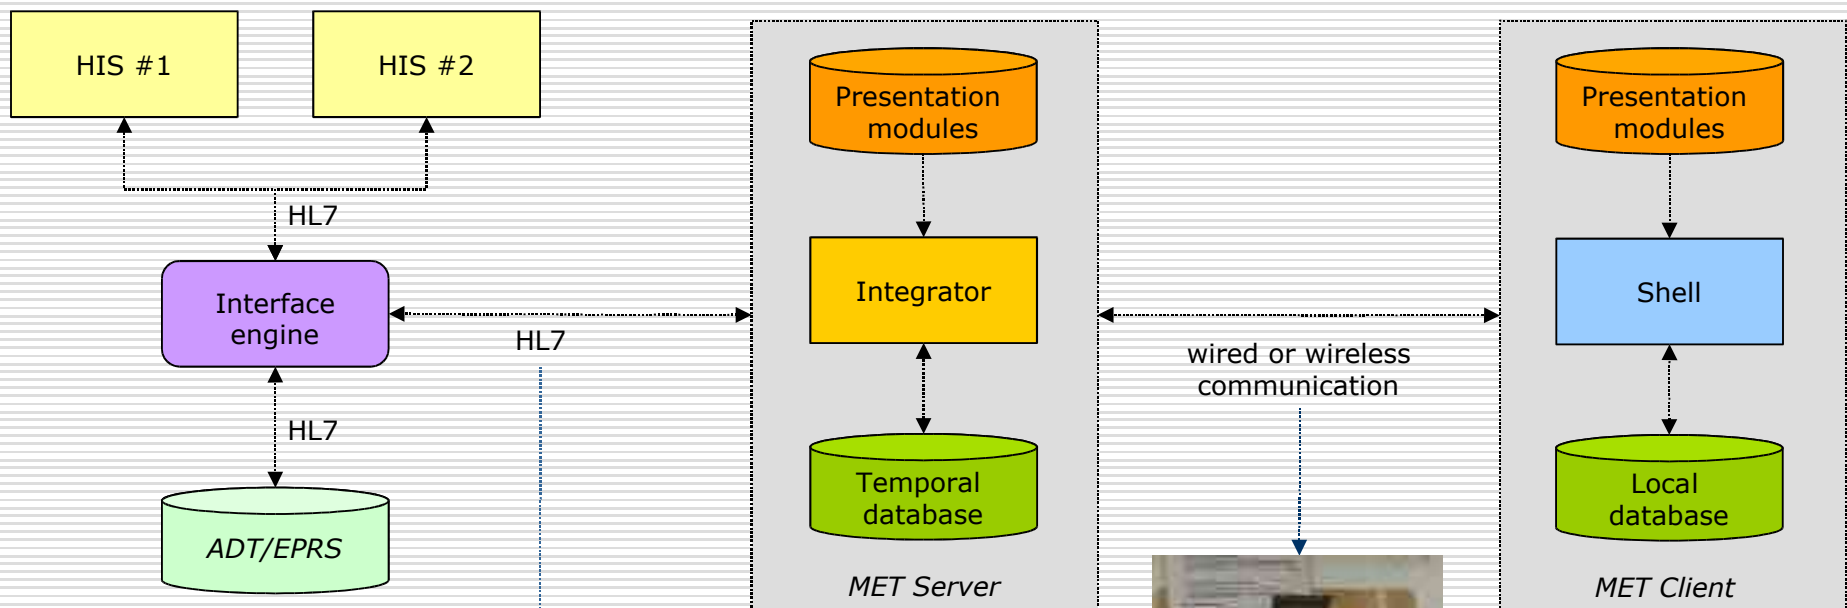 HIS #1
HIS #2
HL7
Interface
engine
HL7
HL7
ADT/EPRS
Presentation
modules
Integrator
Temporal
database
MET Server
wired or wireless
communication
Presentation
modules
Shell
Local
database
MET Client